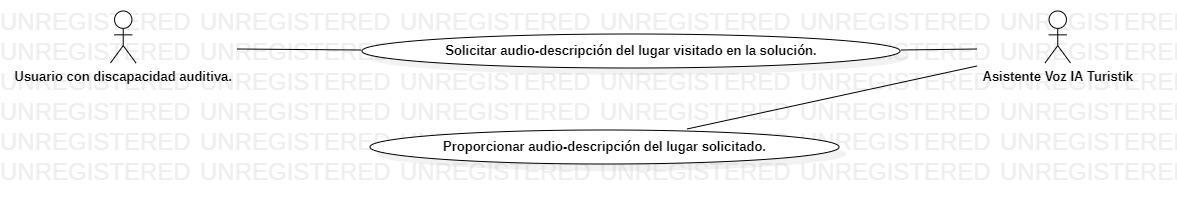 Solicitar audio-descripción del lugar visitado en la solución.
Usuario con discapacidad auditiva.
Asistente Voz IA Turistik
Proporcionar audio-descripción del lugar solicitado.
UNREGISTERED UNREGISTERED UNREGISTERED UNREGISTERED UNREGISTERED UNREGISTERED